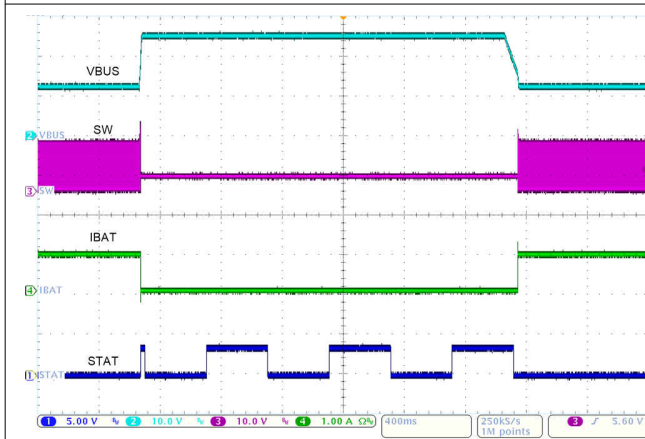 VBUS
2 VBUS
SW
3 SW
IBAT
4 IBAT
STAT
1 STAT
1 5.00 V 2 10.0 V 3 10.0 V 4 1.00 A Ω 400ms 250kS/s 3 5.60 V
1M points